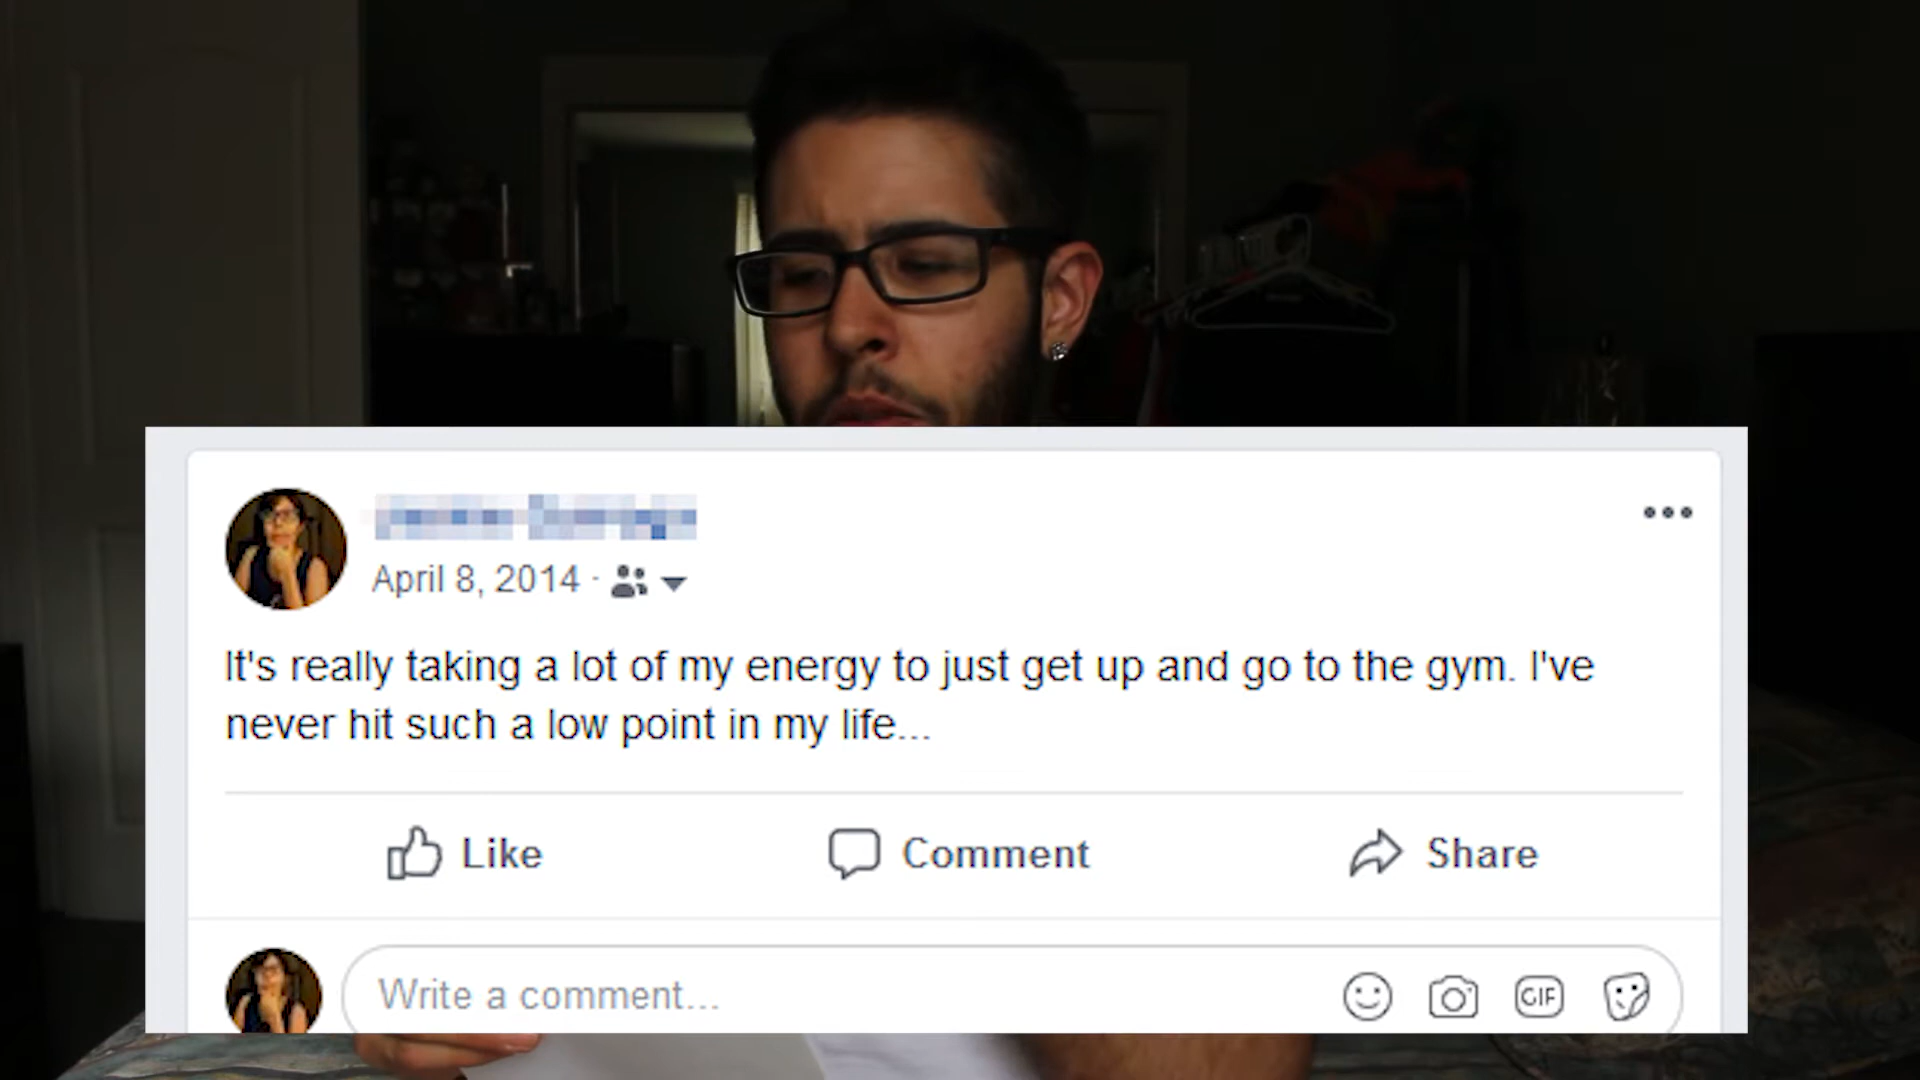 April 8, 2014 ·
It's really taking a lot of my energy to just get up and go to the gym. I've
never hit such a low point in my life...
Like
Comment
Share
Write a comment...
GIF